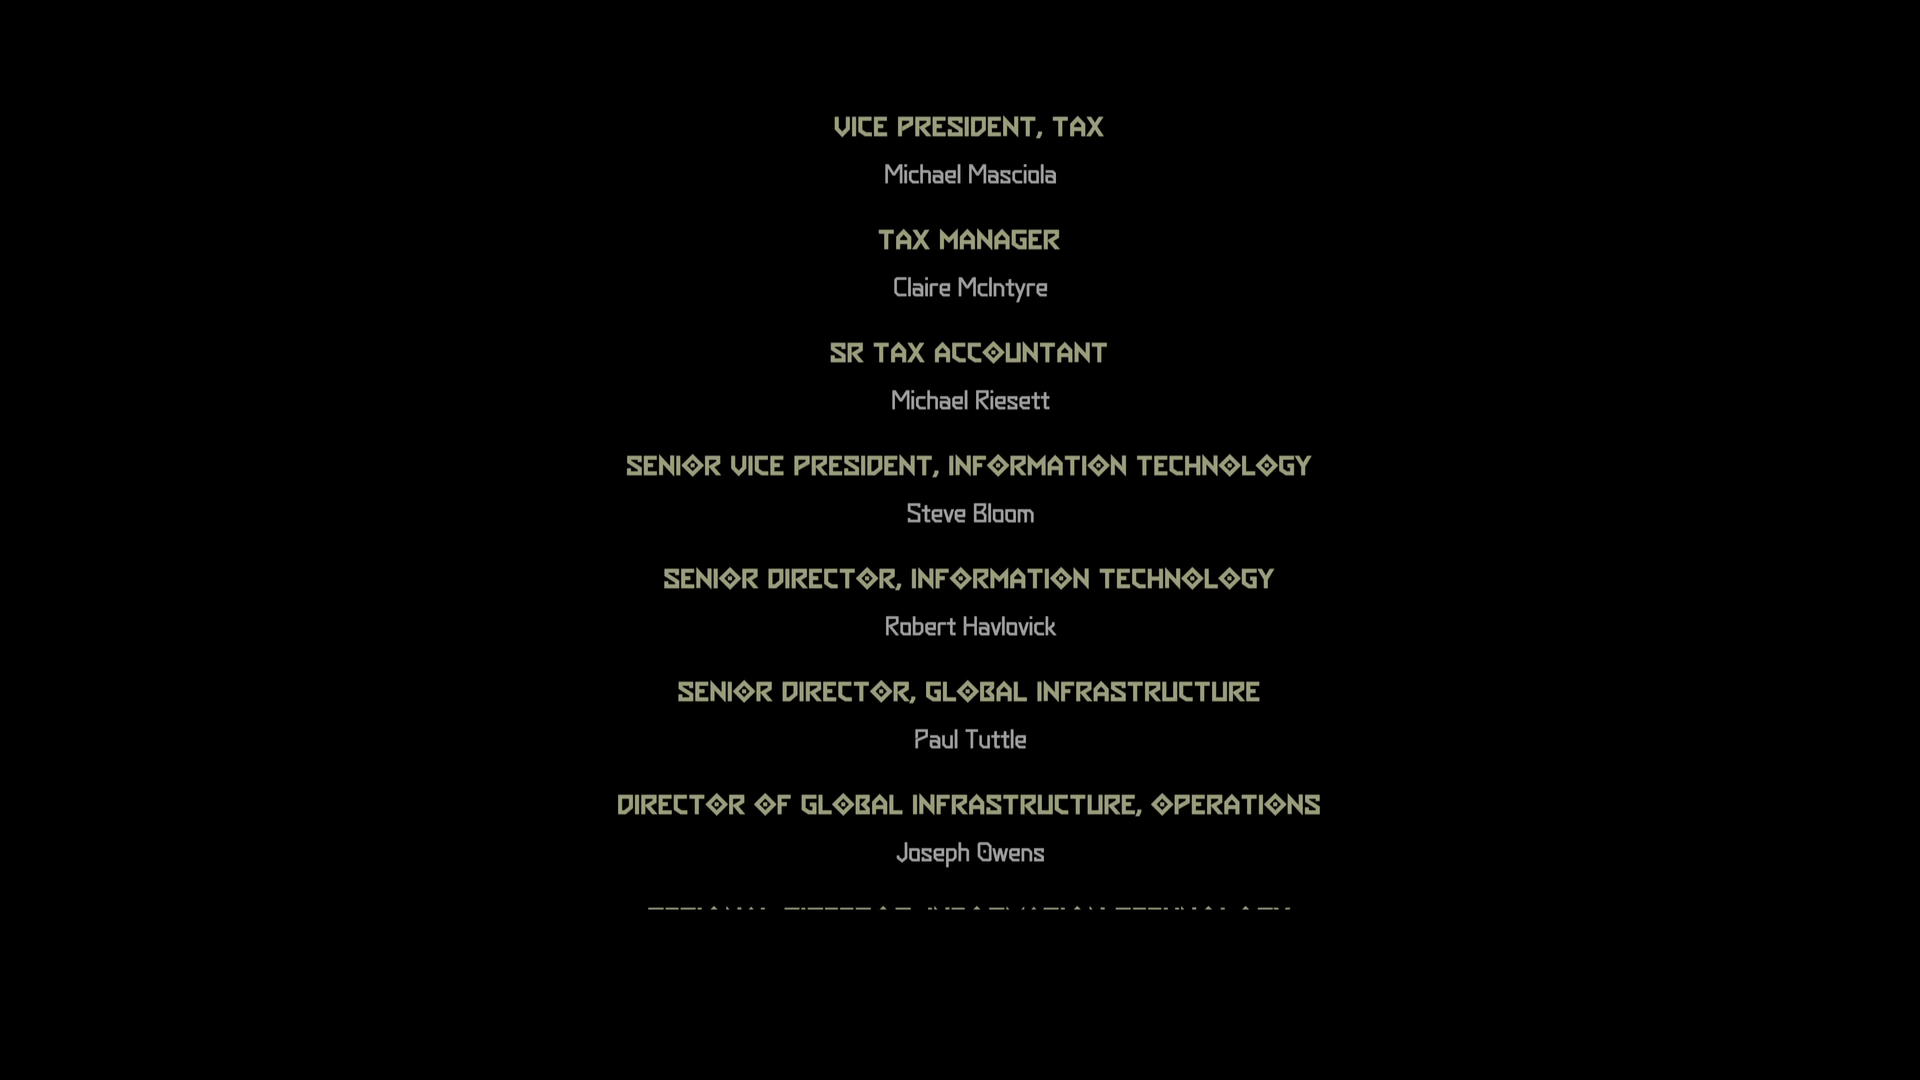 VICE PRESIDENT, TAX
Michael Masciola
TAX MANAGER
Claire McIntyre
SR TAX ACCOUNTANT
Michael Riesett
SENIOR VICE PRESIDENT, INFORMATION TECHNOLOGY
Steve Bloom
SENIOR DIRECTOR, INFORMATION TECHNOLOGY
Robert Havlovick
SENIOR DIRECTOR, GLOBAL INFRASTRUCTURE
Paul Tuttle
DIRECTOR OF GLOBAL INFRASTRUCTURE, OPERATIONS
Joseph Owens